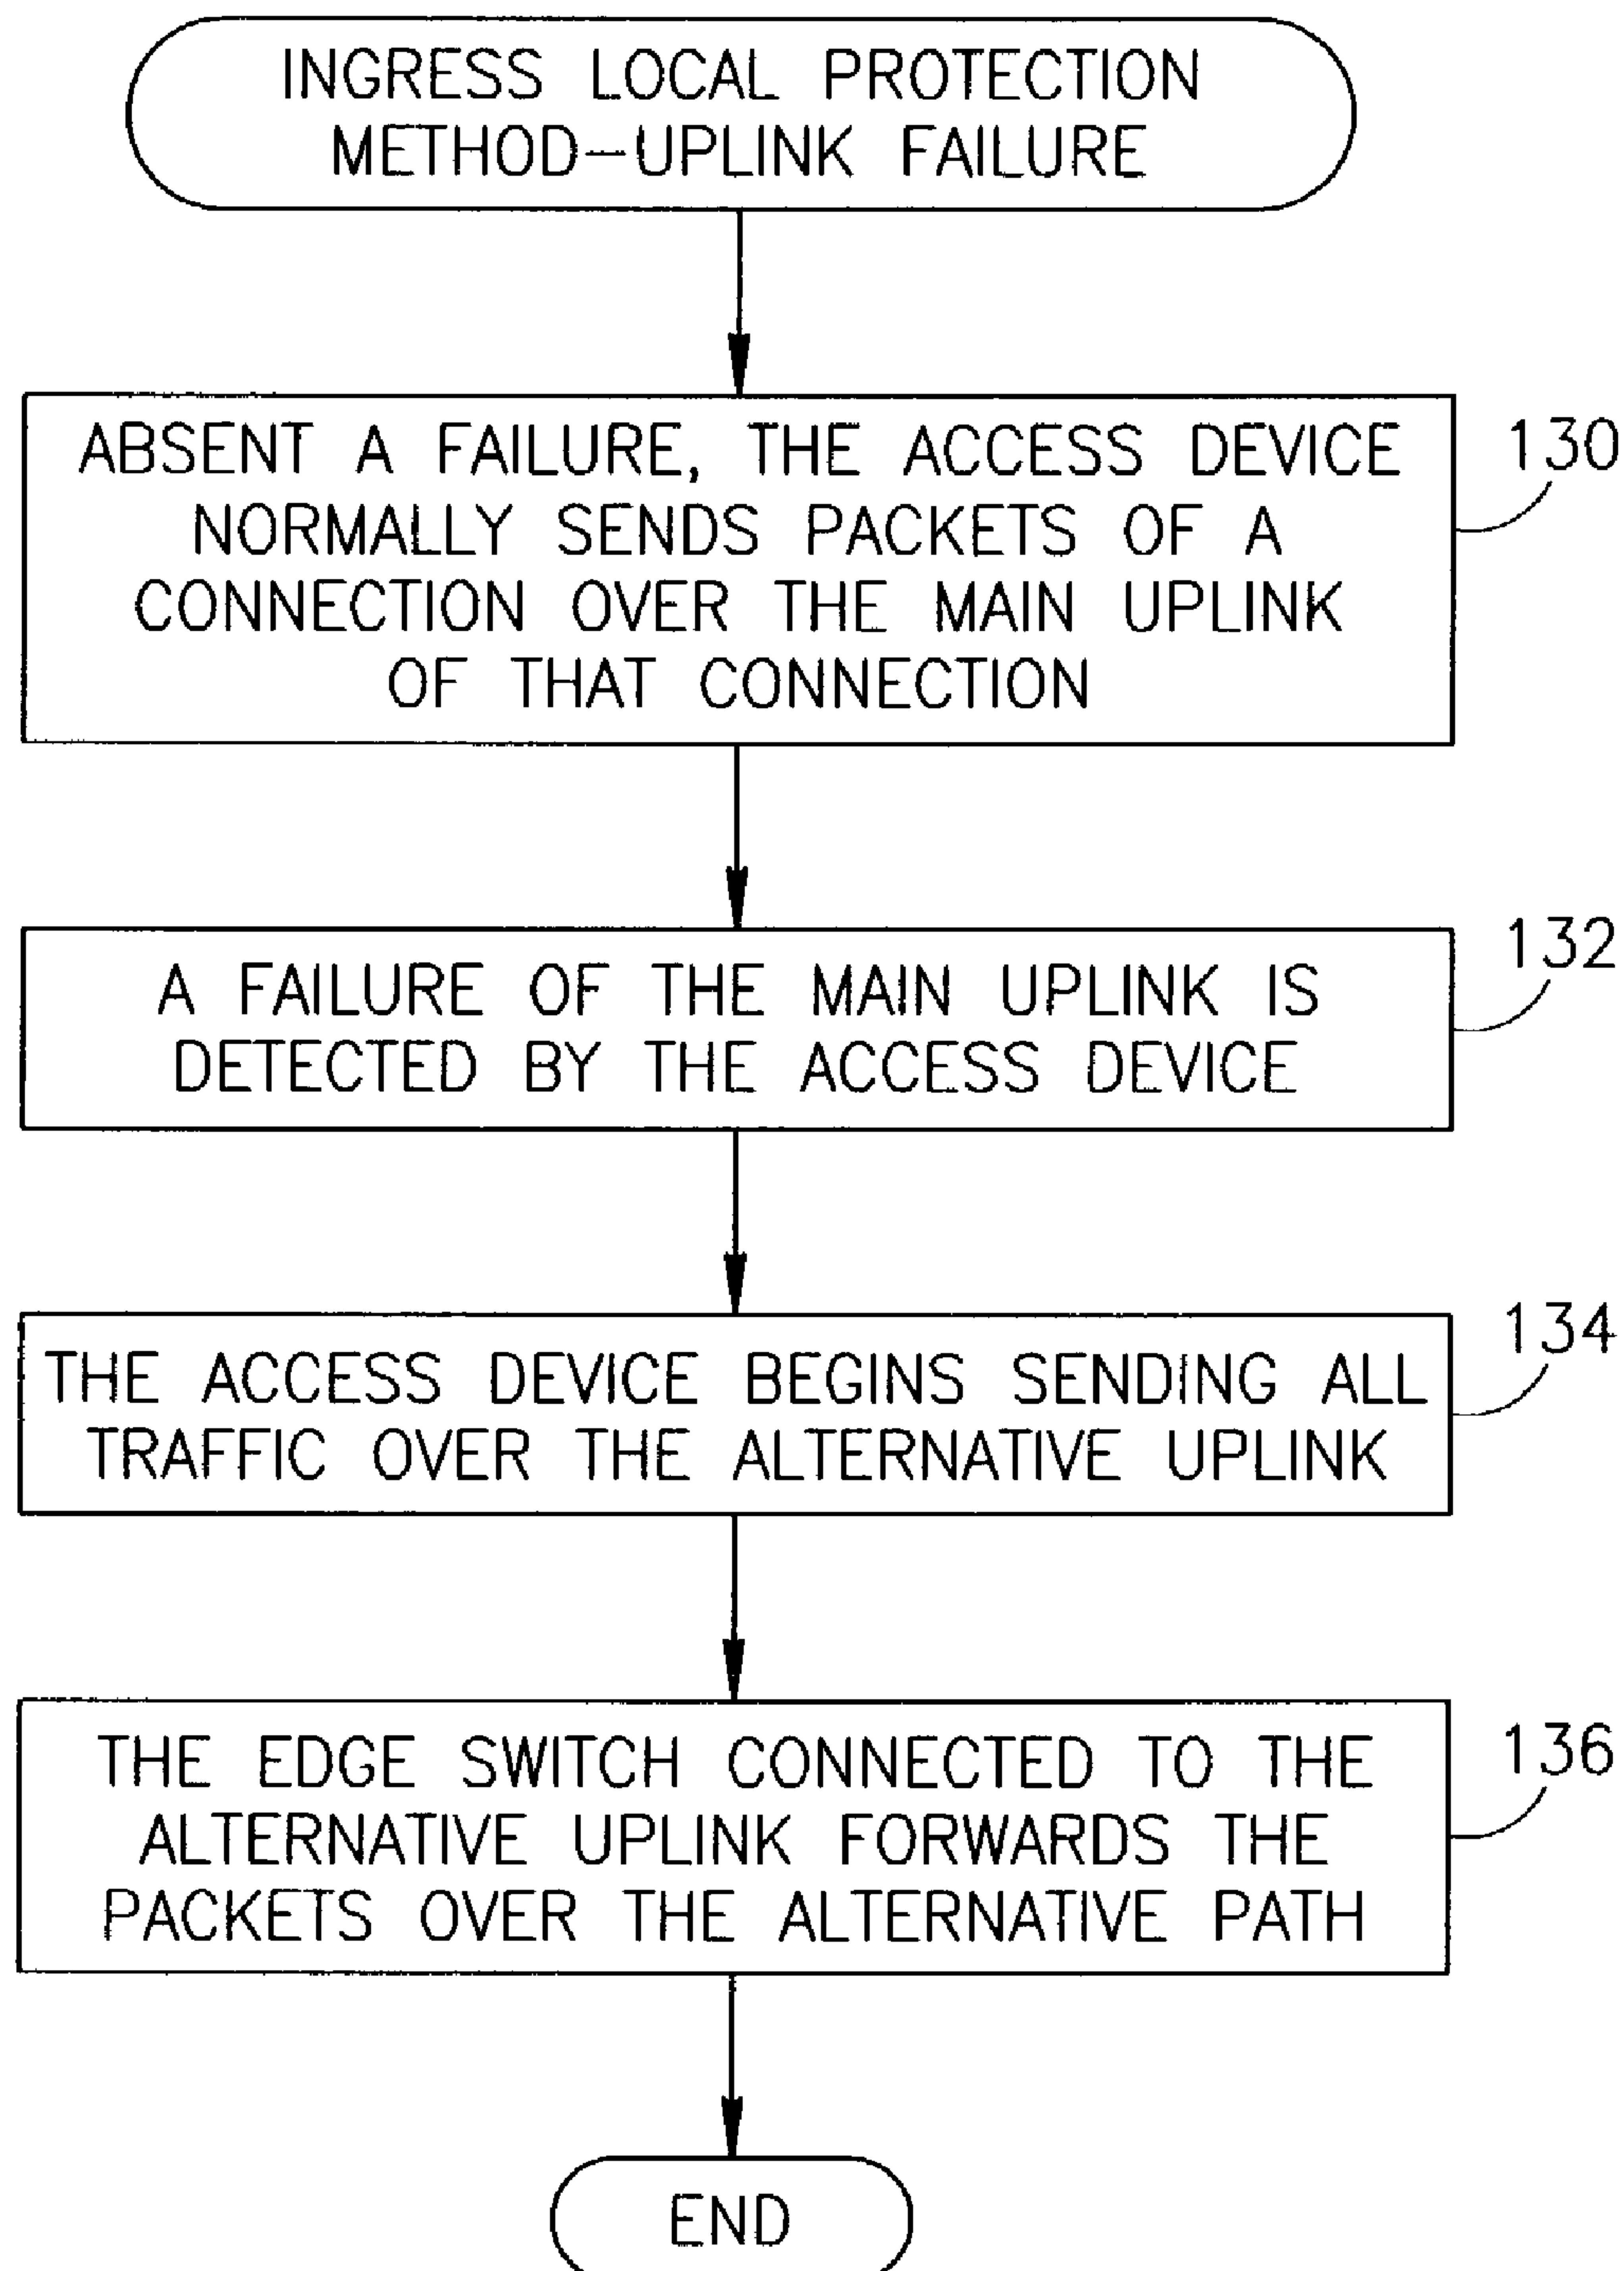 INGRESS LOCAL PROTECTION
METHOD-UPLINK FAILURE
ABSENT A FAILURE, THE ACCESS DEVICE
NORMALLY SENDS PACKETS OF A
CONNECTION OVER THE MAIN UPLINK
OF THAT CONNECTION
130
A FAILURE OF THE MAIN UPLINK IS
DETECTED BY THE ACCESS DEVICE
132
THE ACCESS DEVICE BEGINS SENDING ALL
TRAFFIC OVER THE ALTERNATIVE UPLINK
134
THE EDGE SWITCH CONNECTED TO THE
ALTERNATIVE UPLINK FORWARDS THE
PACKETS OVER THE ALTERNATIVE PATH
136
END